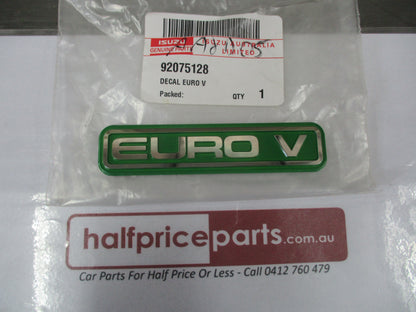 ISUZU
GENUINE PARTS
ISUZU AUSTRALIA
LIMITED
92075128
DECAL EURO V
Packed:
QTY 1
EURO V
halfpriceparts.com.au
Car Parts For Half Price Or Less - Call 0412 760 479